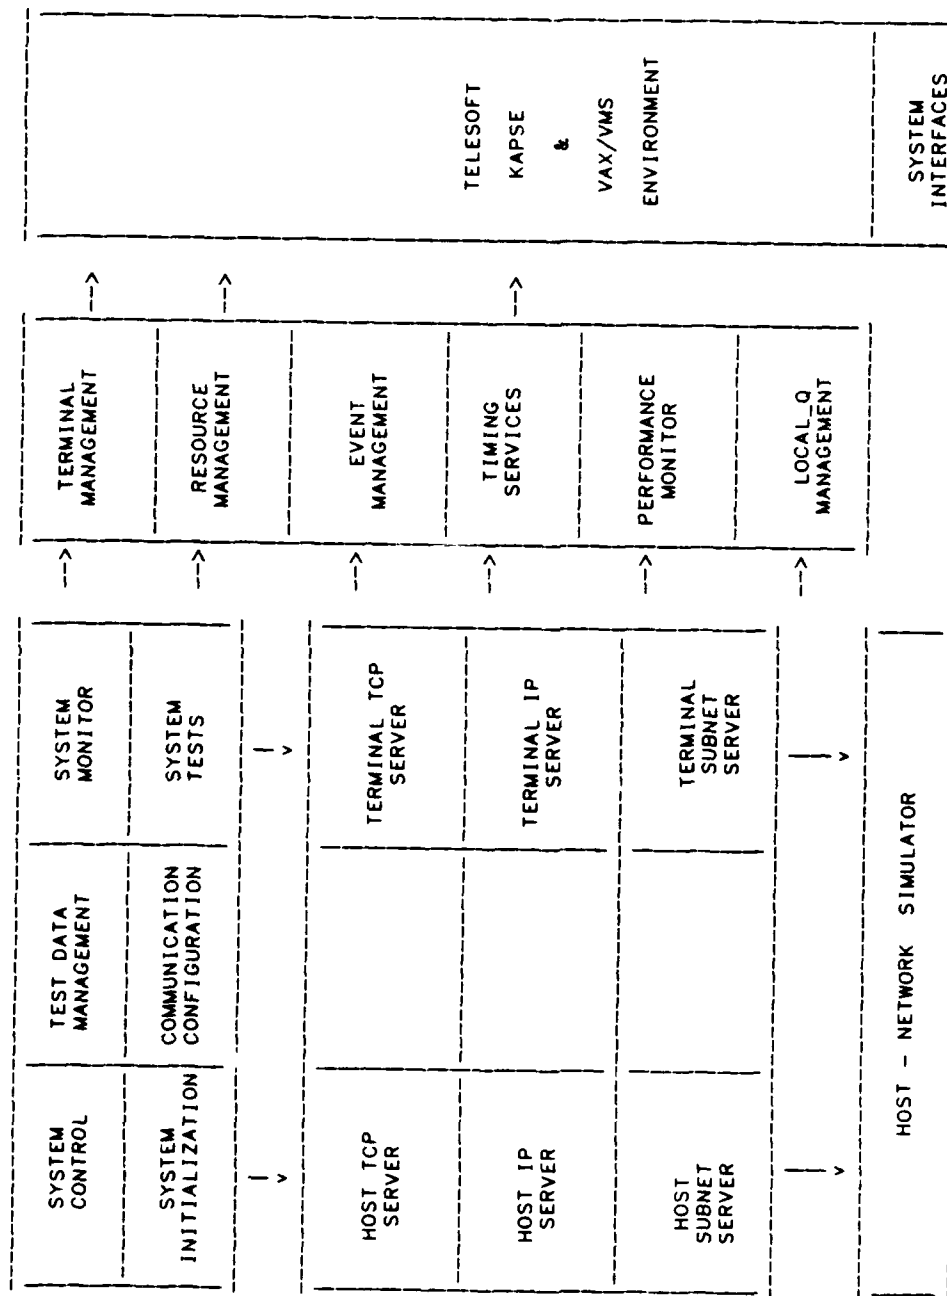 SYSTEM
CONTROL
TEST DATA
MANAGEMENT
SYSTEM
MONITOR
SYSTEM
INITIALIZATION
COMMUNICATION
CONFIGURATION
SYSTEM
TESTS
HOST TCP
SERVER
TERMINAL TCP
SERVER
HOST IP
SERVER
TERMINAL IP
SERVER
HOST
SUBNET
SERVER
TERMINAL
SUBNET
SERVER
HOST - NETWORK SIMULATOR
TERMINAL
MANAGEMENT
RESOURCE
MANAGEMENT
EVENT
MANAGEMENT
TIMING
SERVICES
PERFORMANCE
MONITOR
LOCAL_Q
MANAGEMENT
TELESOFT
KAPSE
&
VAX/VMS
ENVIRONMENT
SYSTEM
INTERFACES